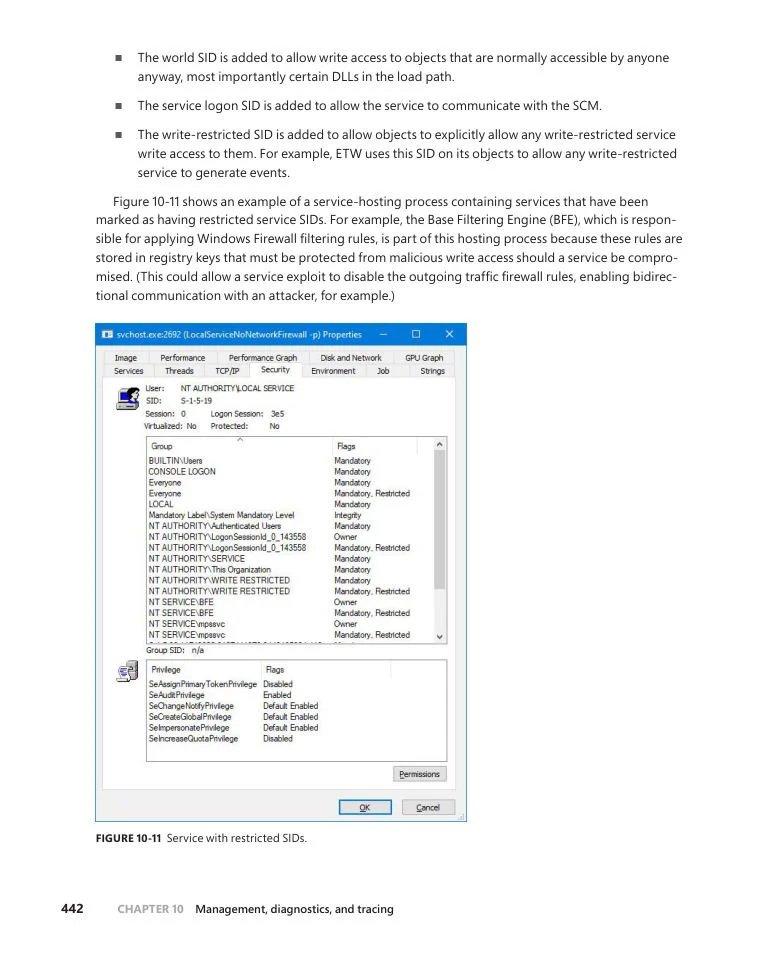 ■ The world SID is added to allow write access to objects that are normally accessible by anyone
anyway, most importantly certain DLLs in the load path.
■ The service logon SID is added to allow the service to communicate with the SCM.
■ The write-restricted SID is added to allow objects to explicitly allow any write-restricted service
write access to them. For example, ETW uses this SID on its objects to allow any write-restricted
service to generate events.
Figure 10-11 shows an example of a service-hosting process containing services that have been
marked as having restricted service SIDs. For example, the Base Filtering Engine (BFE), which is respon-
sible for applying Windows Firewall filtering rules, is part of this hosting process because these rules are
stored in registry keys that must be protected from malicious write access should a service be compro-
mised. (This could allow a service exploit to disable the outgoing traffic firewall rules, enabling bidirec-
tional communication with an attacker, for example.)
svchost.exe:2692 (LocalServiceNoNetworkFirewall -p) Properties
Image Performance Performance Graph Disk and Network GPU Graph
Services Threads TCP/IP Security Environment Job Strings
User: NT AUTHORITY\LOCAL SERVICE
SID: S-1-5-19
Session: 0 Logon Session: 3e5
Virtualized: No Protected: No
Group Flags
BUILTIN\Users Mandatory
CONSOLE LOGON Mandatory
Everyone Mandatory
Everyone Mandatory, Restricted
LOCAL Mandatory
Mandatory Label\System Mandatory Level Integrity
NT AUTHORITY\Authenticated Users Mandatory
NT AUTHORITY\LogonSessionId_0_143558 Owner
NT AUTHORITY\LogonSessionId_0_143558 Mandatory, Restricted
NT AUTHORITY\SERVICE Mandatory
NT AUTHORITY\This Organization Mandatory
NT AUTHORITY\WRITE RESTRICTED Mandatory
NT AUTHORITY\WRITE RESTRICTED Mandatory, Restricted
NT SERVICE\BFE Owner
NT SERVICE\BFE Mandatory, Restricted
NT SERVICE\mpssvc Owner
NT SERVICE\mpssvc Mandatory, Restricted
Group SID: n/a
Privilege Flags
SeAssignPrimaryTokenPrivilege Disabled
SeAuditPrivilege Enabled
SeChangeNotifyPrivilege Default Enabled
SeCreateGlobalPrivilege Default Enabled
SeImpersonatePrivilege Default Enabled
SeIncreaseQuotaPrivilege Disabled
Permissions
OK Cancel
FIGURE 10-11 Service with restricted SIDs.
442 CHAPTER 10 Management, diagnostics, and tracing